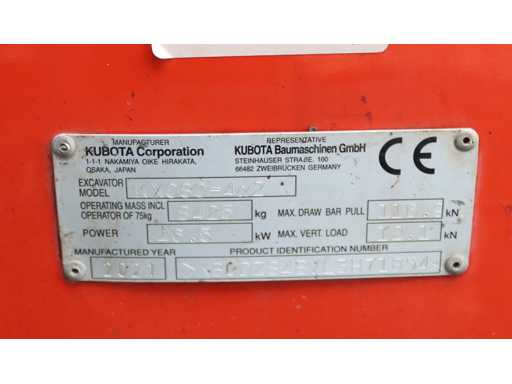 MANUFACTURER
KUBOTA Corporation
1-1-1 NAKAMIYA OIKE HIRAKATA,
OSAKA, JAPAN
REPRESENTATIVE
KUBOTA Baumaschinen GmbH
STEINHAUSER STRAßE, 100
66482 ZWEIBRÜCKEN GERMANY
CE
EXCAVATOR
MODEL
OPERATING MASS INCL
OPERATOR OF 75kg
kg
MAX. DRAW BAR PULL
kN
POWER
kW
MAX. VERT. LOAD
kN
MANUFACTURED YEAR
PRODUCT IDENTIFICATION NUMBER